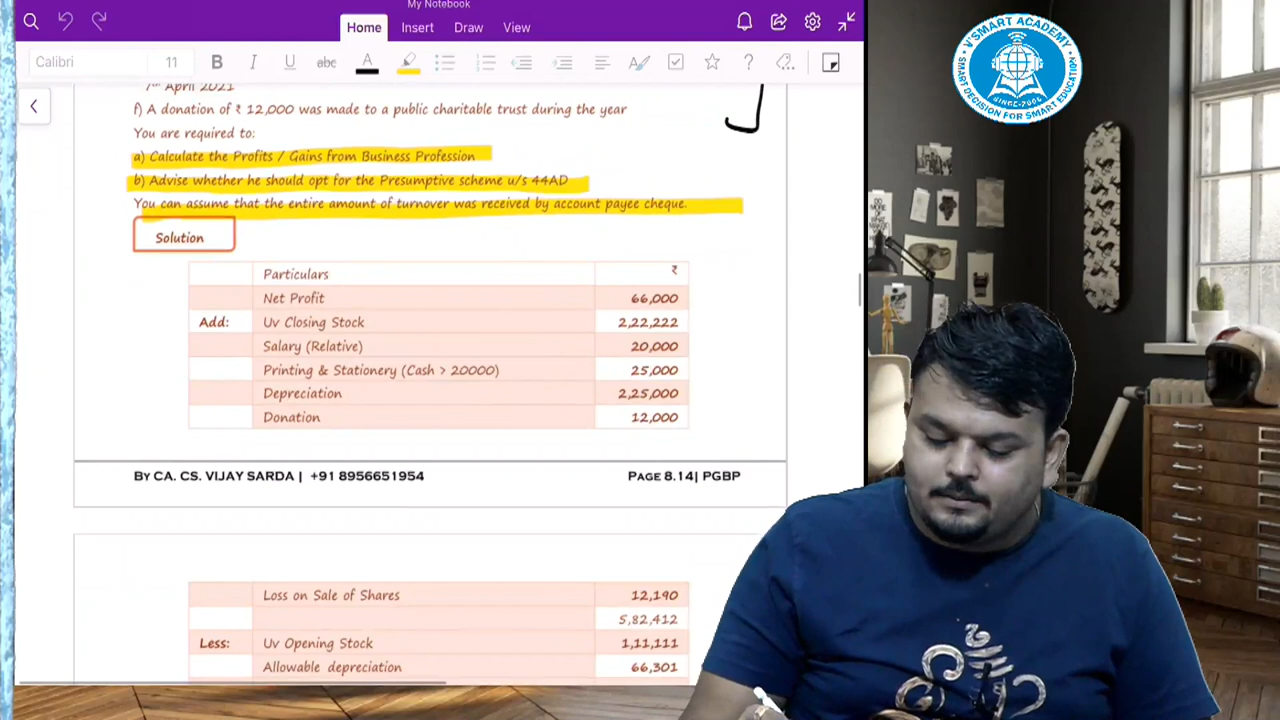 My Notebook
Home Insert Draw View
Calibri 11 B I U abc A
7th April 2021
f) A donation of ₹ 12,000 was made to a public charitable trust during the year
You are required to:
a) Calculate the Profits / Gains from Business Profession
b) Advise whether he should opt for the Presumptive scheme u/s 44AD
You can assume that the entire amount of turnover was received by account payee cheque.
Solution
Particulars ₹
Net Profit 66,000
Add: Uv Closing Stock 2,22,222
Salary (Relative) 20,000
Printing & Stationery (Cash > 20000) 25,000
Depreciation 2,25,000
Donation 12,000
BY CA. CS. VIJAY SARDA | +91 8956651954 PAGE 8.14| PGBP
Loss on Sale of Shares 12,190
5,82,412
Less: Uv Opening Stock 1,11,111
Allowable depreciation 66,301
V'SMART ACADEMY
SMART DECISION FOR SMART EDUCATION